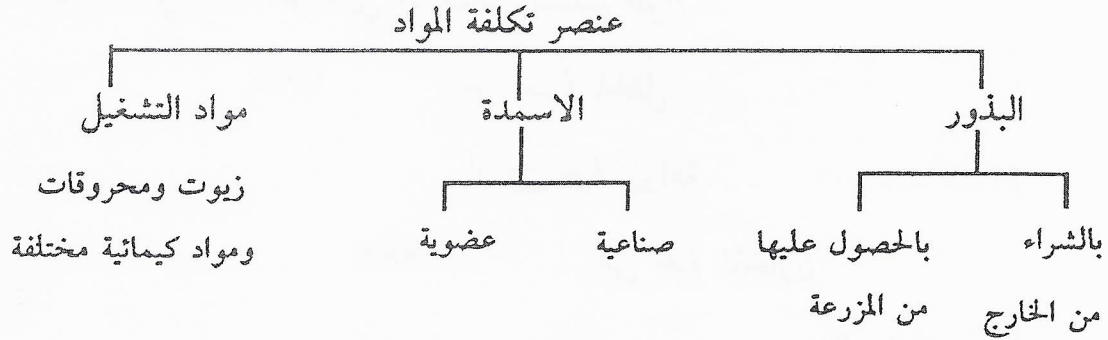 عنصر تكلفة المواد
البذور
الاسمدة
مواد التشغيل
زيوت ومحروقات
ومواد كيمائية مختلفة
بالشراء
من الخارج
بالحصول عليها
من المزرعة
صناعية
عضوية